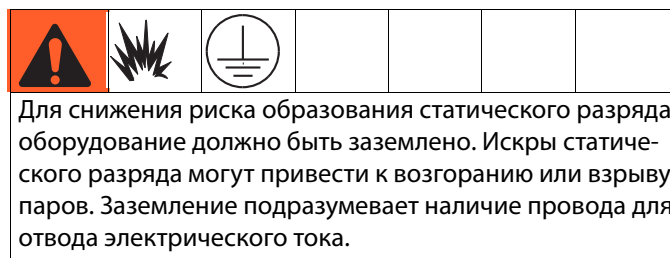 Для снижения риска образования статического разряда
оборудование должно быть заземлено. Искры статиче-
ского разряда могут привести к возгоранию или взрыву
паров. Заземление подразумевает наличие провода для
отвода электрического тока.